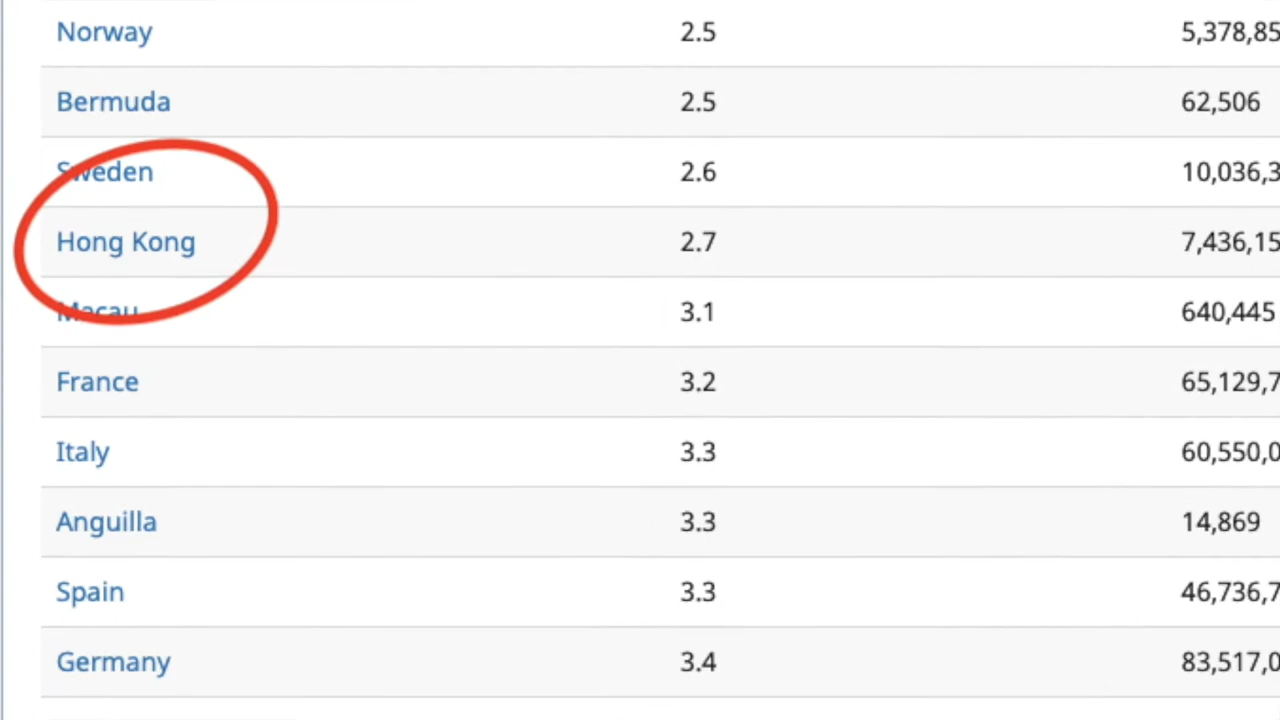 Norway 2.5 5,378,85
Bermuda 2.5 62,506
Sweden 2.6 10,036,3
Hong Kong 2.7 7,436,15
Macau 3.1 640,445
France 3.2 65,129,7
Italy 3.3 60,550,0
Anguilla 3.3 14,869
Spain 3.3 46,736,7
Germany 3.4 83,517,0